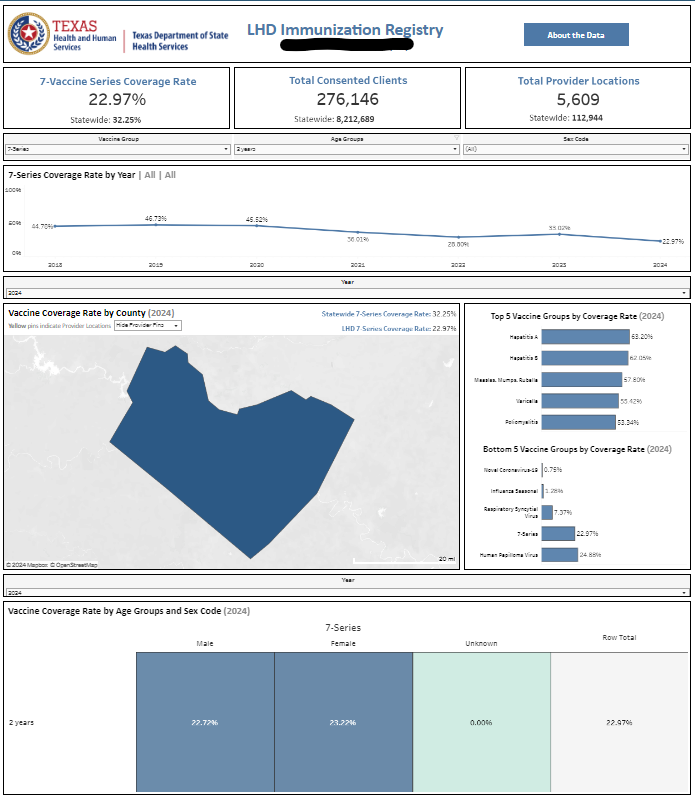 TEXAS
Health and Human
Services
Texas Department of State
Health Services
LHD Immunization Registry
About the Data
7-Vaccine Series Coverage Rate
22.97%
Statewide: 32.25%
Total Consented Clients
276,146
Statewide: 8,212,689
Total Provider Locations
5,609
Statewide: 112,944
Vaccine Group
Age Groups
Sex Code
7-Series
2 years
(All)
7-Series Coverage Rate by Year | All | All
100%
50%
0%
44.78%
46.73%
45.52%
36.01%
28.80%
33.02%
22.97%
2018
2019
2020
2021
2022
2023
2024
Year
2024
Vaccine Coverage Rate by County (2024)
Yellow pins indicate Provider Locations
Hide Provider Pins
Statewide 7-Series Coverage Rate: 32.25%
LHD 7 Series Coverage Rate: 22.97%
© 2024 Mapbox © OpenStreetMap
20 mi
Top 5 Vaccine Groups by Coverage Rate (2024)
Hepatitis A 63.20%
Hepatitis B 62.05%
Measles, Mumps, Rubella 57.80%
Varicella 55.42%
Poliomyelitis 53.34%
Bottom 5 Vaccine Groups by Coverage Rate (2024)
Novel Coronavirus-19 0.75%
Influenza Seasonal 1.28%
Respiratory Syncytial
Virus 7.37%
7-Series 22.97%
Human Papilloma Virus 24.88%
Year
2024
Vaccine Coverage Rate by Age Groups and Sex Code (2024)
7-Series
Male
Female
Unknown
Row Total
2 years
22.72%
23.22%
0.00%
22.97%